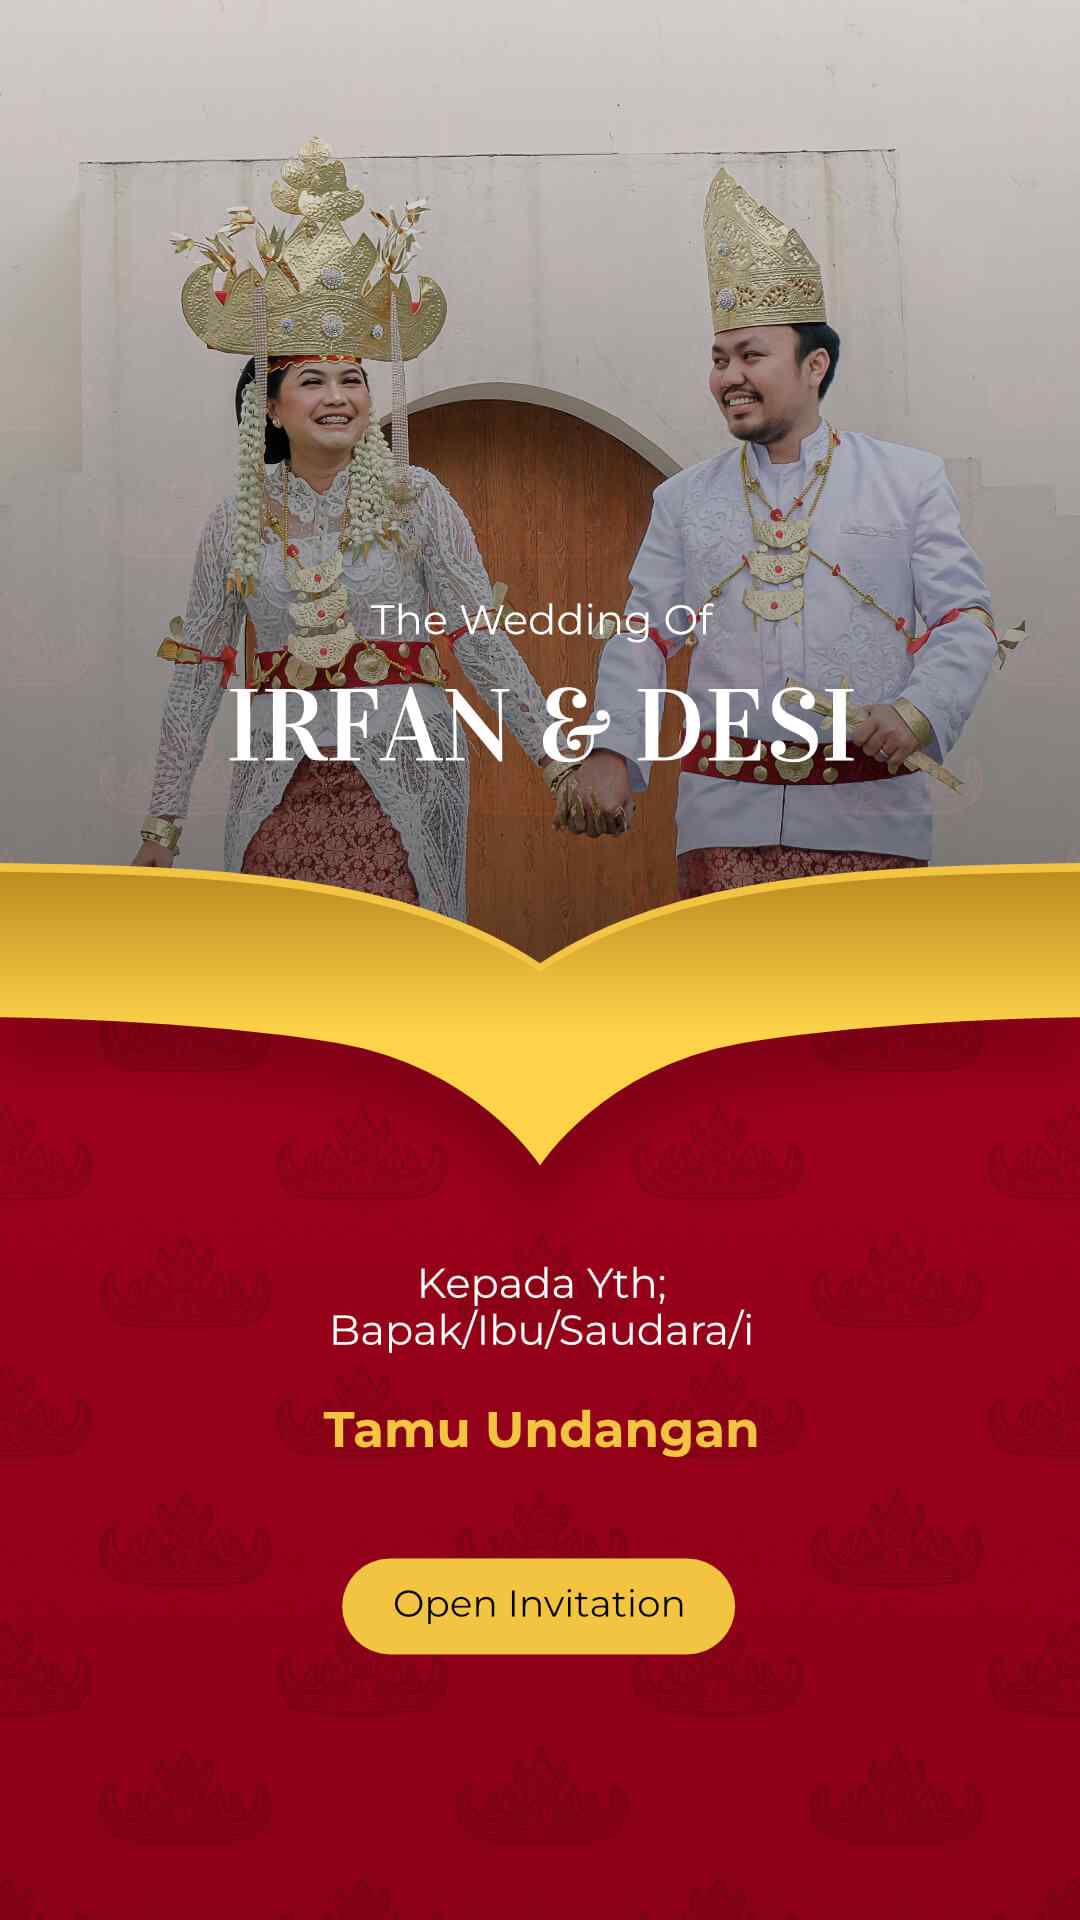 The Wedding Of
IRFAN & DESI
Kepada Yth;
Bapak/Ibu/Saudara/i
Tamu Undangan
Open Invitation